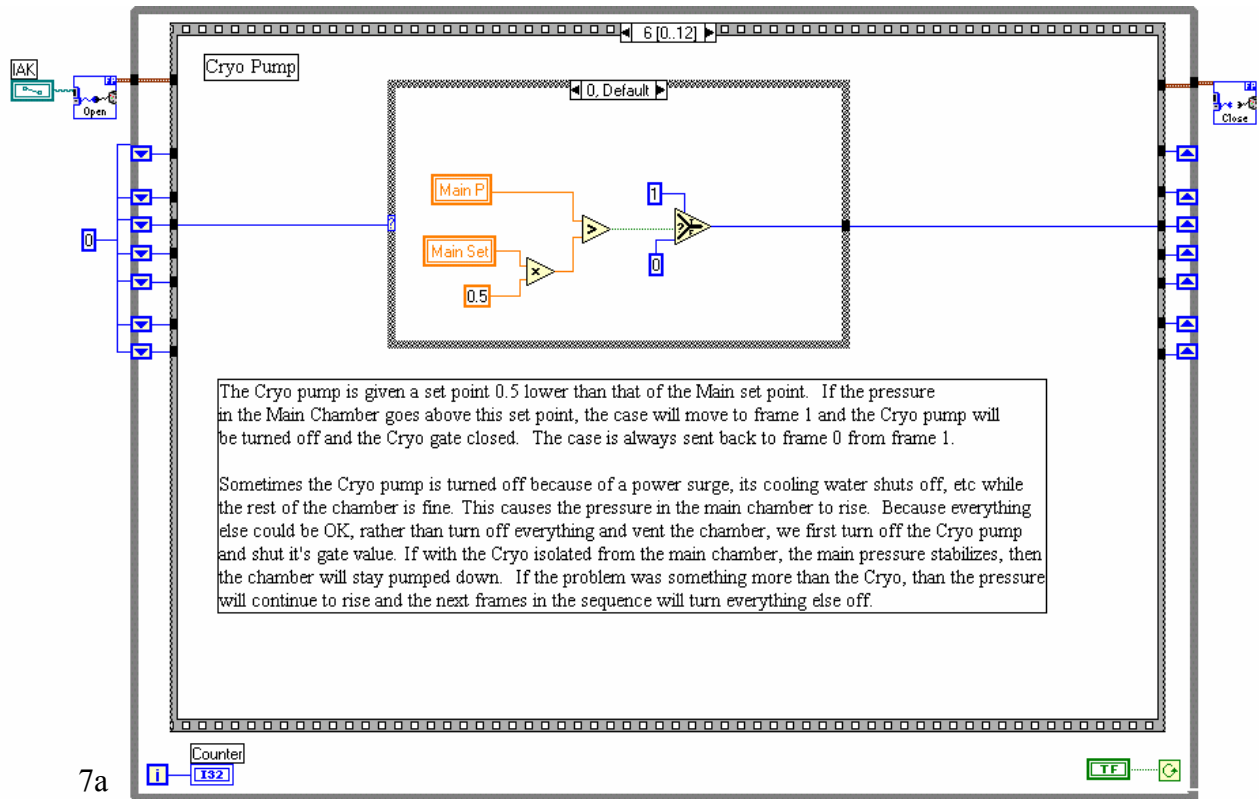 6 [0..12]
IAK
Open
Cryo Pump
0, Default
Close
Main P
1
?
>
?
T
F
0
Main Set
0
x
0.5
The Cryo pump is given a set point 0.5 lower than that of the Main set point.  If the pressure
in the Main Chamber goes above this set point, the case will move to frame 1 and the Cryo pump will
be turned off and the Cryo gate closed.  The case is always sent back to frame 0 from frame 1.
Sometimes the Cryo pump is turned off because of a power surge, its cooling water shuts off, etc while
the rest of the chamber is fine. This causes the pressure in the main chamber to rise.  Because everything
else could be OK, rather than turn off everything and vent the chamber, we first turn off the Cryo pump
and shut it's gate value. If with the Cryo isolated from the main chamber, the main pressure stabilizes, then
the chamber will stay pumped down.  If the problem was something more than the Cryo, than the pressure
will continue to rise and the next frames in the sequence will turn everything else off.
Counter
i
I32
TF
7a